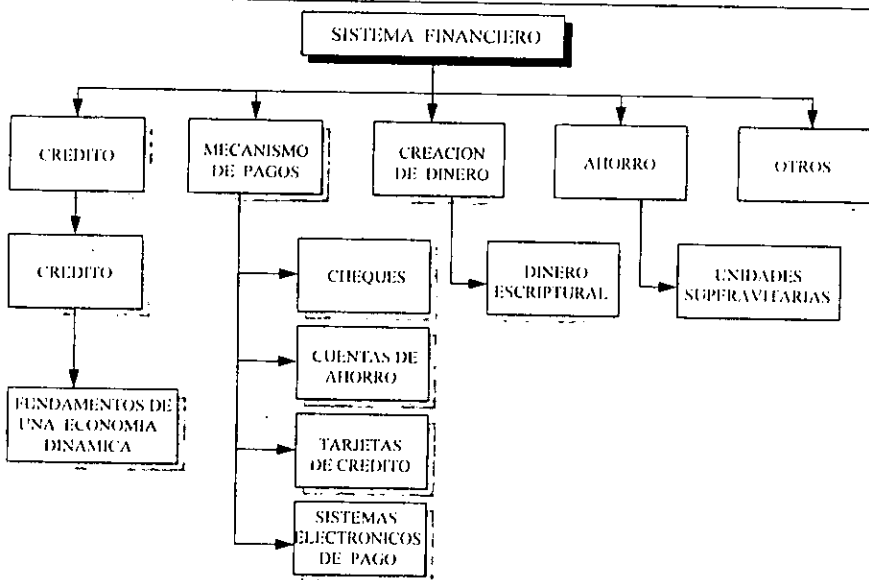 SISTEMA FINANCIERO
CREDITO
MECANISMO
DE PAGOS
CREACION
DE DINERO
AHORRO
OTROS
CREDITO
CHEQUES
DINERO
ESCRIPTURAL
UNIDADES
SUPERAVITARIAS
CUENTAS DE
AHORRO
FUNDAMENTOS DE
UNA ECONOMIA
DINAMICA
TARJETAS
DE CREDITO
SISTEMAS
ELECTRONICOS
DE PAGO